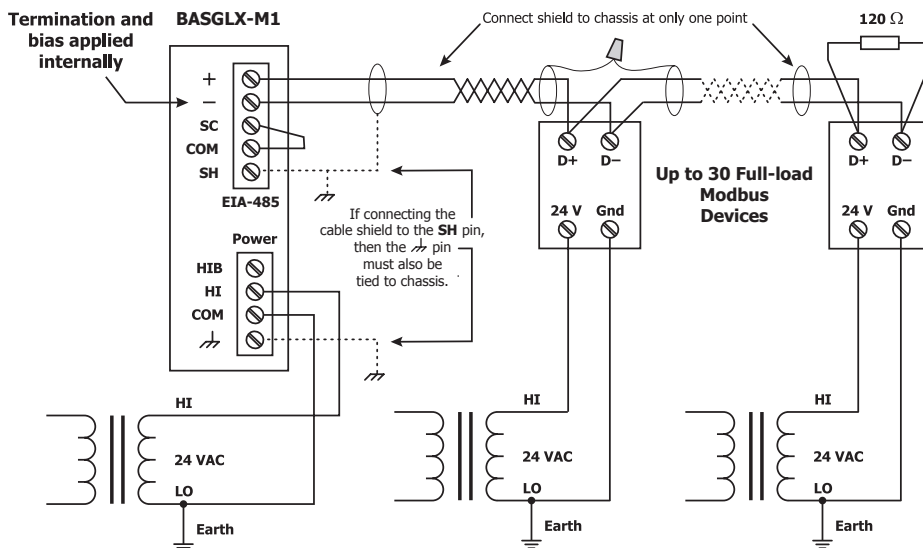 Termination and
bias applied
internally
BASGLX-M1
+
−
SC
COM
SH
EIA-485
Power
HIB
HI
COM
Connect shield to chassis at only one point
120 Ω
If connecting the
cable shield to the SH pin,
then the pin
must also be
tied to chassis.
D+ D−
24 V Gnd
Up to 30 Full-load
Modbus
Devices
D+ D−
24 V Gnd
HI
24 VAC
LO
Earth
HI
24 VAC
LO
Earth
HI
24 VAC
LO
Earth